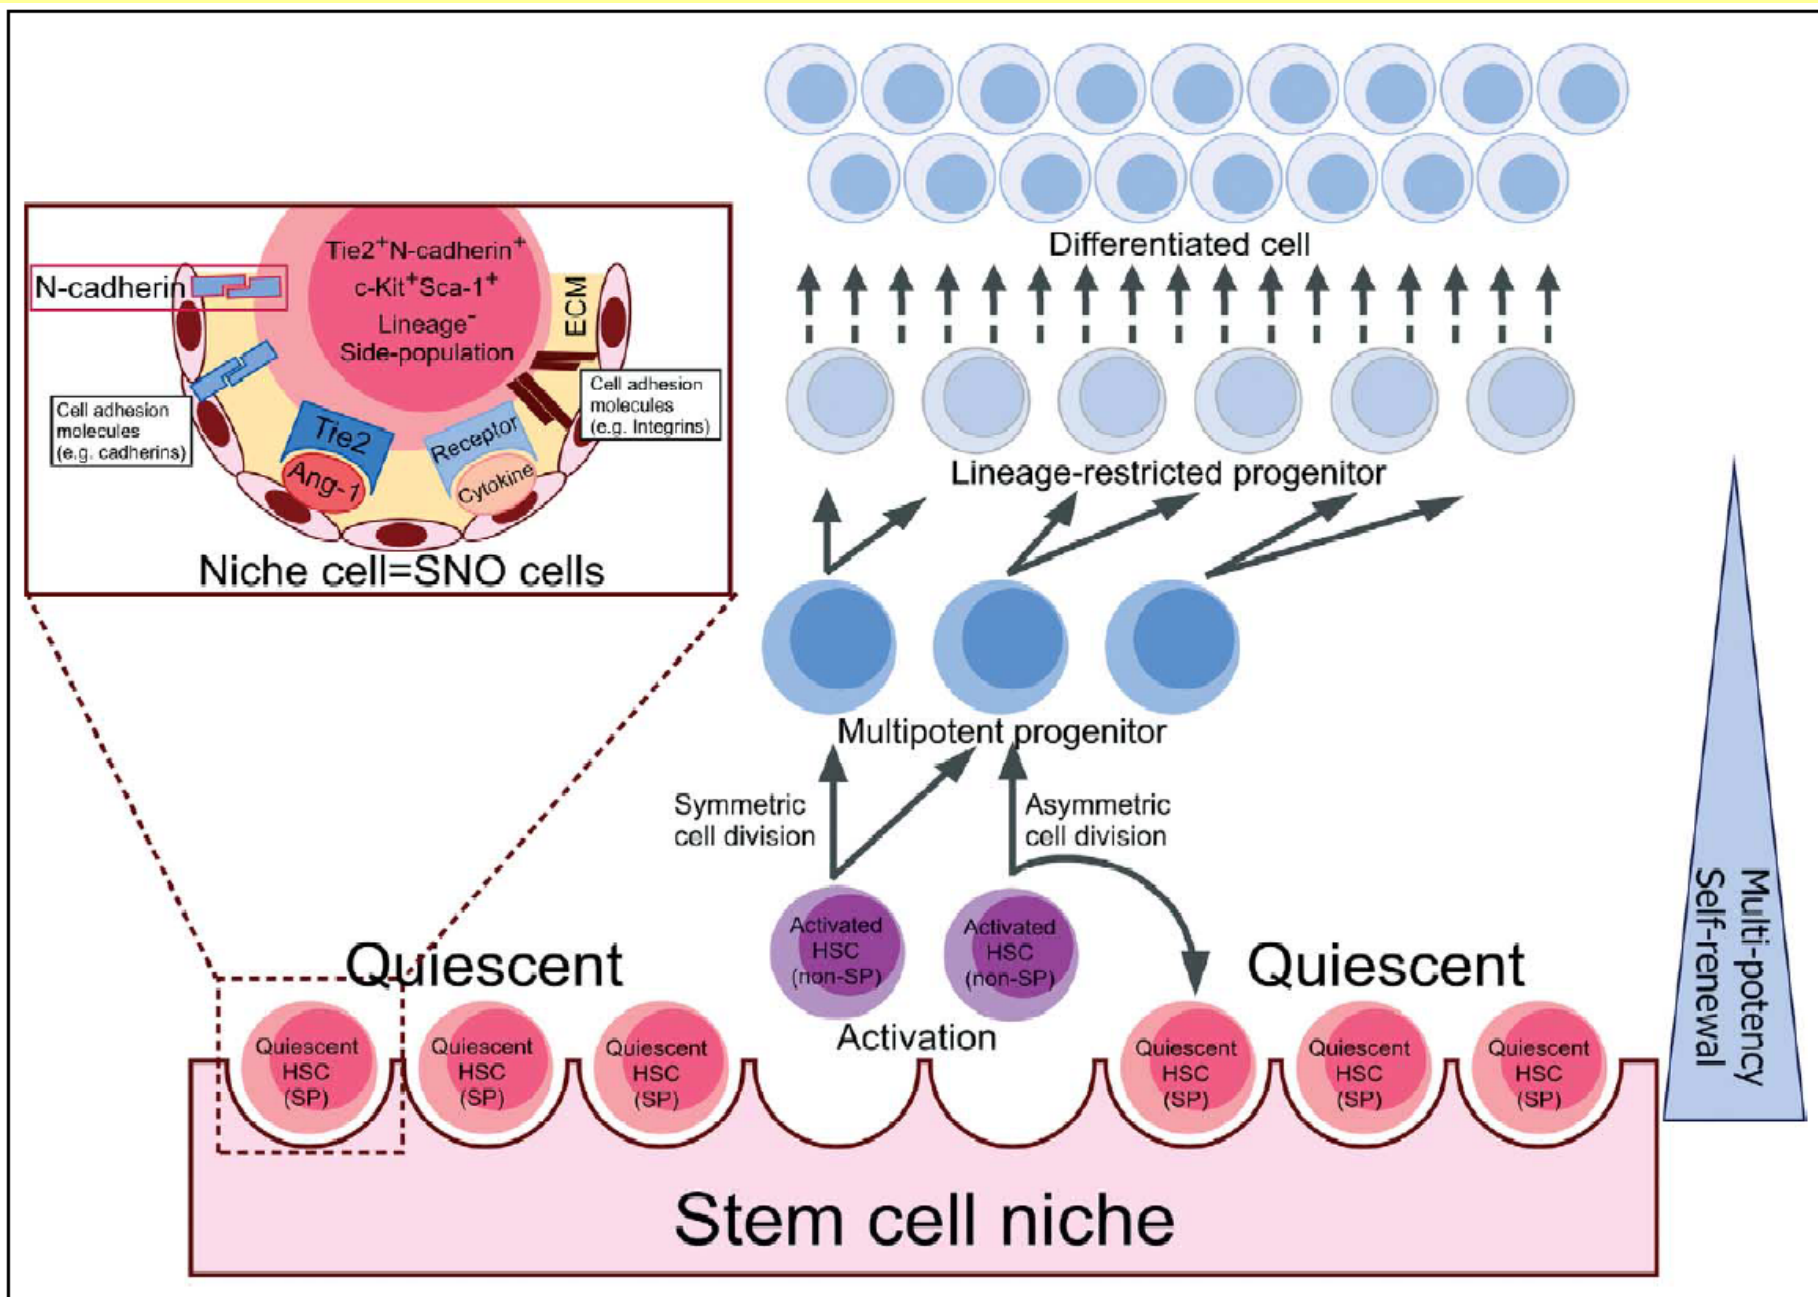 Differentiated cell
Tie2⁺N-cadherin⁺
c-Kit⁺Sca-1⁺
Lineage⁻
Side-population
N-cadherin
ECM
Cell adhesion
molecules
(e.g. cadherins)
Cell adhesion
molecules
(e.g. Integrins)
Tie2
Ang-1
Receptor
Cytokine
Niche cell=SNO cells
Lineage-restricted progenitor
Multipotent progenitor
Symmetric
cell division
Asymmetric
cell division
Multi-potency
Self-renewal
Activated
HSC
(non-SP)
Activated
HSC
(non-SP)
Activation
Quiescent
Quiescent
Quiescent
HSC
(SP)
Quiescent
HSC
(SP)
Quiescent
HSC
(SP)
Quiescent
HSC
(SP)
Quiescent
HSC
(SP)
Quiescent
HSC
(SP)
Stem cell niche